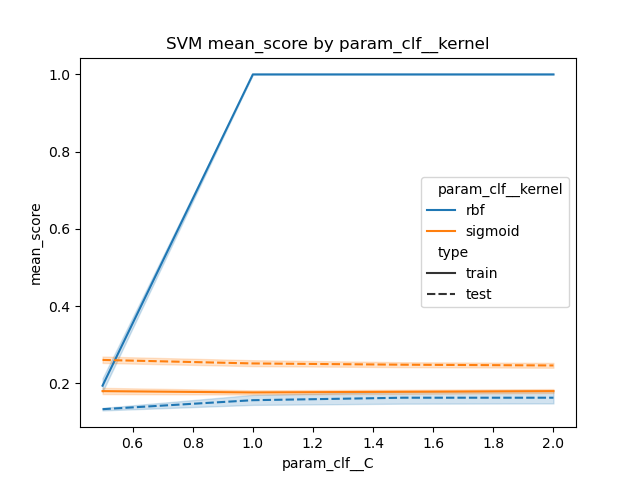 SVM mean_score by param_clf__kernel
mean_score
1.0
0.8
0.6
0.4
0.2
param_clf__kernel
rbf
sigmoid
type
train
test
0.6 0.8 1.0 1.2 1.4 1.6 1.8 2.0
param_clf__C